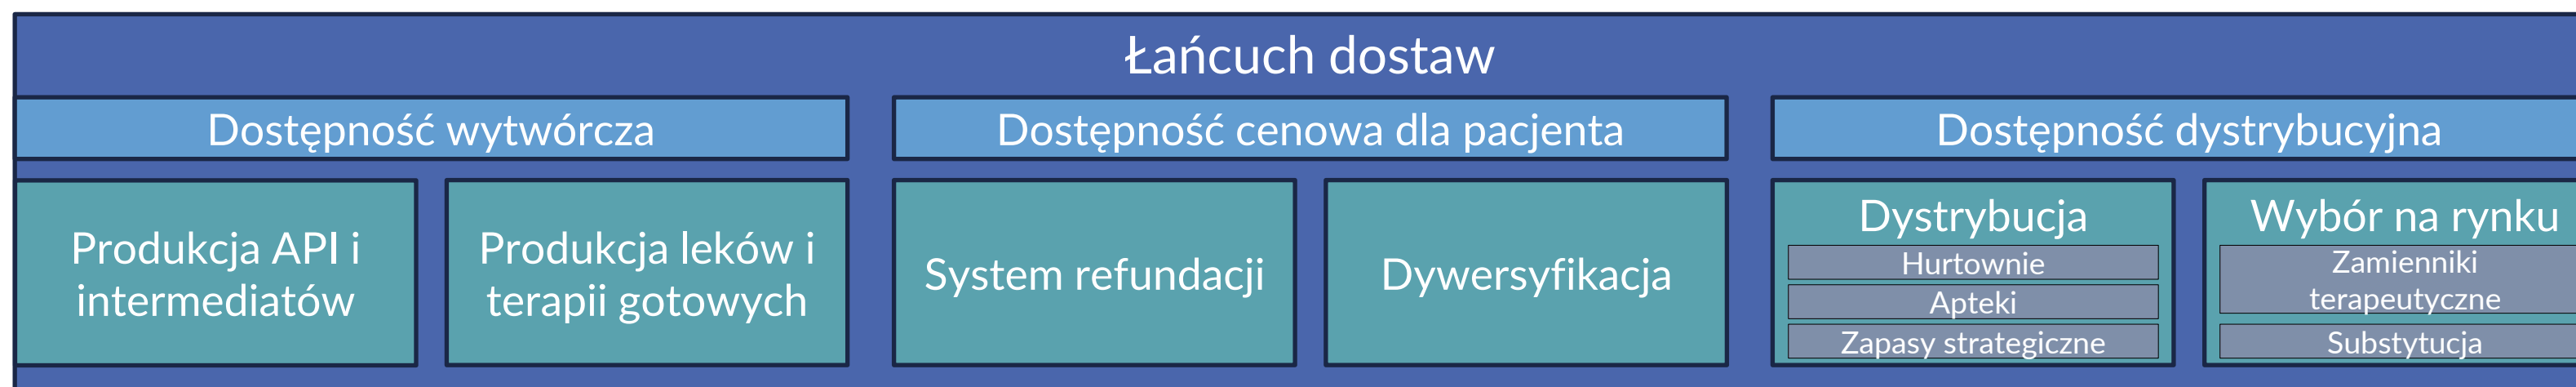 Łańcuch dostaw
Dostępność wytwórcza
Dostępność cenowa dla pacjenta
Dostępność dystrybucyjna
Produkcja API i
intermediatów
Produkcja leków i
terapii gotowych
System refundacji
Dywersyfikacja
Dystrybucja
Hurtownie
Apteki
Zapasy strategiczne
Wybór na rynku
Zamienniki
terapeutyczne
Substytucja